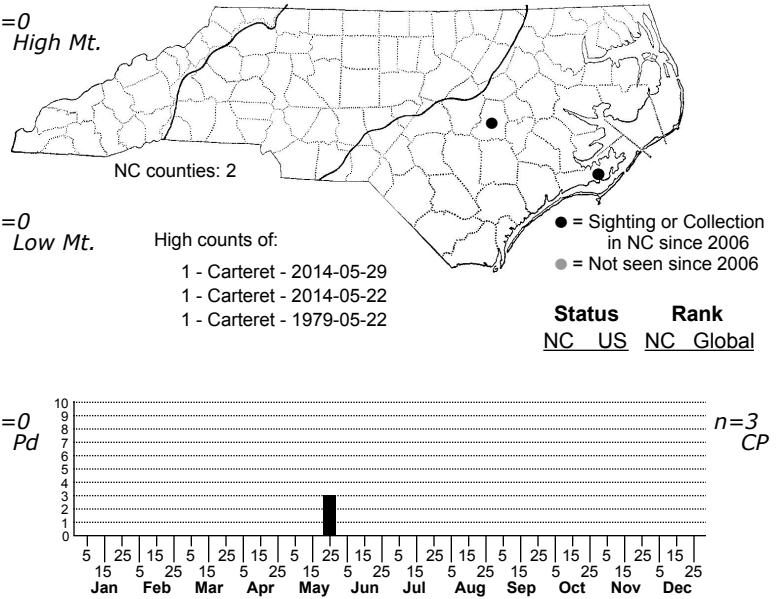 =0
High Mt.
NC counties: 2
=0
Low Mt.
High counts of:
1 - Carteret - 2014-05-29
1 - Carteret - 2014-05-22
1 - Carteret - 1979-05-22
= Sighting or Collection
in NC since 2006
= Not seen since 2006
Status Rank
NC US NC Global
=0
Pd
n=3
CP
10
9
8
7
6
5
4
3
2
1
0
5 25 15 5 25 15 5 25 15 5 25 15 5 25 15 5 25 15
15 5 25 15 5 25 15 5 25 15 5 25 15 5 25 15 5 25
Jan Feb Mar Apr May Jun Jul Aug Sep Oct Nov Dec